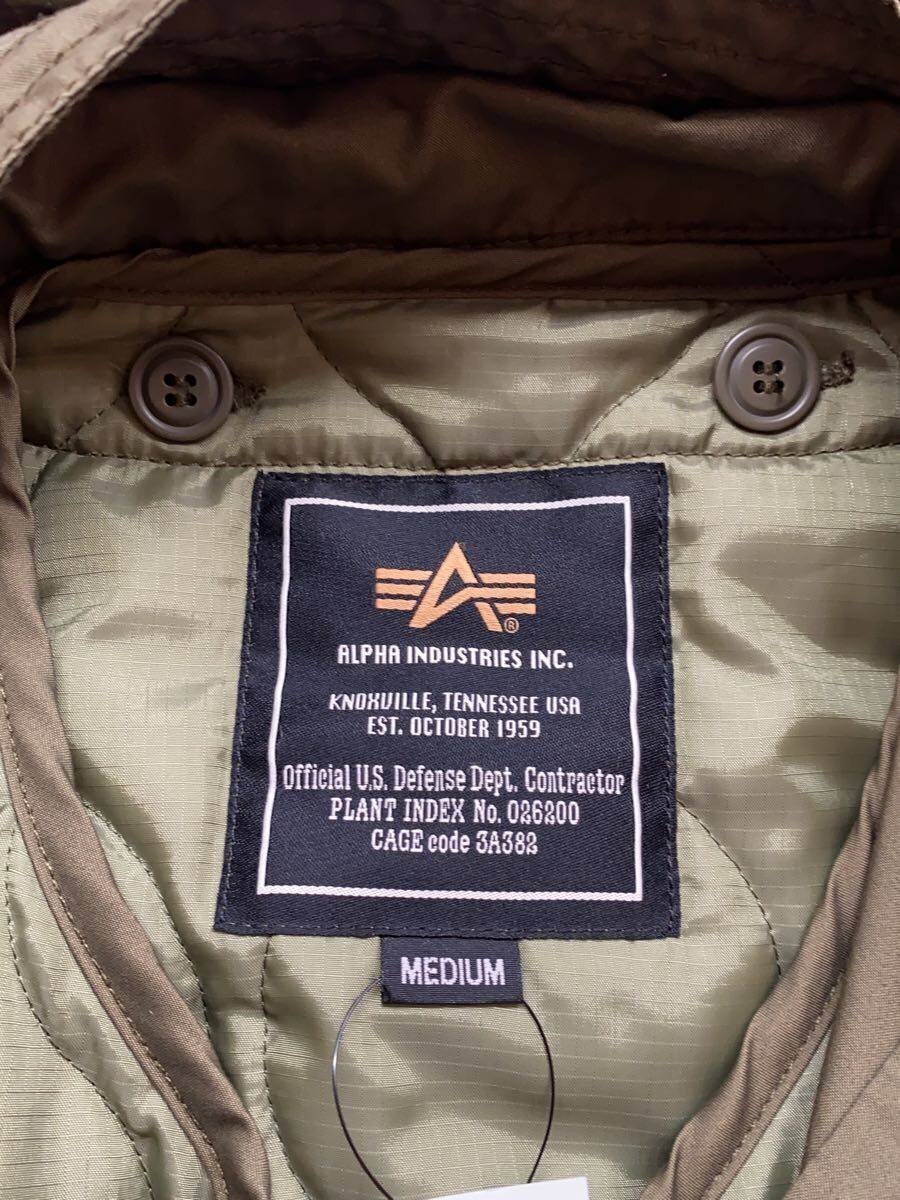 ®
ALPHA INDUSTRIES INC.
KNOXVILLE, TENNESSEE USA
EST. OCTOBER 1959
Official U.S. Defense Dept. Contractor
PLANT INDEX No. 026200
CAGE code 3A382
MEDIUM